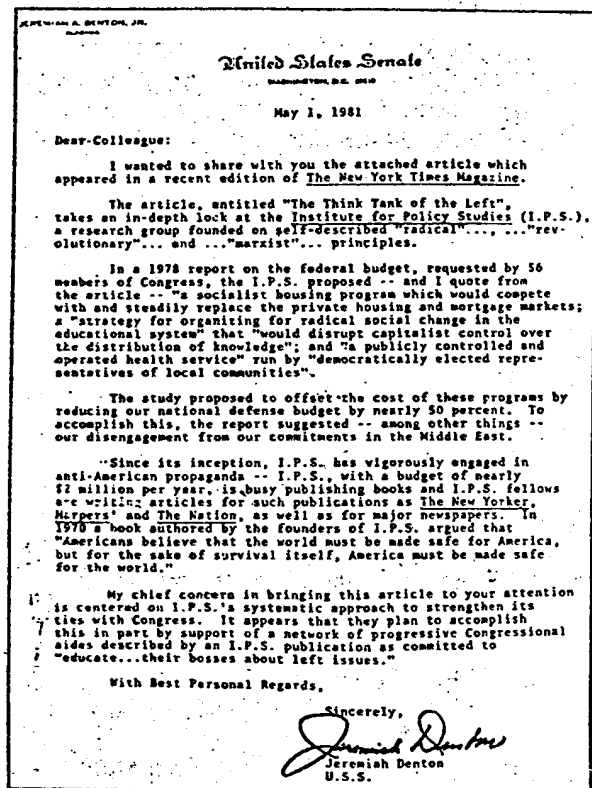 JEREMIAH A. DENTON, JR.
ALABAMA
United States Senate
WASHINGTON, D.C. 20510
May 1, 1981
Dear Colleague:
I wanted to share with you the attached article which
appeared in a recent edition of The New York Times Magazine.
The article, entitled "The Think Tank of the Left",
takes an in-depth look at the Institute for Policy Studies (I.P.S.),
a research group founded on self-described "radical"..., ..."rev-
olutionary"... and ..."marxist"... principles.
In a 1978 report on the federal budget, requested by 56
members of Congress, the I.P.S. proposed -- and I quote from
the article -- "a socialist housing program which would compete
with and steadily replace the private housing and mortgage markets;
a "strategy for organizing for radical social change in the
educational system" that "would disrupt capitalist control over
the distribution of knowledge"; and "a publicly controlled and
operated health service" run by "democratically elected repre-
sentatives of local communities".
The study proposed to offset the cost of these programs by
reducing our national defense budget by nearly 50 percent. To
accomplish this, the report suggested -- among other things --
our disengagement from our commitments in the Middle East.
Since its inception, I.P.S. has vigorously engaged in
anti-American propaganda -- I.P.S., with a budget of nearly
$2 million per year, is busy publishing books and I.P.S. fellows
are writing articles for such publications as The New Yorker,
Harpers' and The Nation, as well as for major newspapers. In
1970 a book authored by the founders of I.P.S. argued that
"Americans believe that the world must be made safe for America,
but for the sake of survival itself, America must be made safe
for the world."
My chief concern in bringing this article to your attention
is centered on I.P.S.'s systematic approach to strengthen its
ties with Congress. It appears that they plan to accomplish
this in part by support of a network of progressive Congressional
aides described by an I.P.S. publication as committed to
"educate...their bosses about left issues."
With Best Personal Regards,
Sincerely,
Jeremiah Denton
Jeremiah Denton
U.S.S.